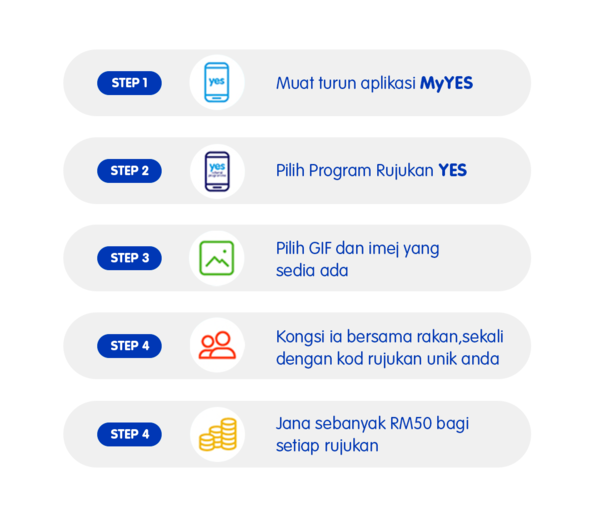 STEP 1
yes
Muat turun aplikasi MyYES
STEP 2
yes
Pilih Program Rujukan YES
STEP 3
Pilih GIF dan imej yang
sedia ada
STEP 4
Kongsi ia bersama rakan,sekali
dengan kod rujukan unik anda
STEP 4
Jana sebanyak RM50 bagi
setiap rujukan